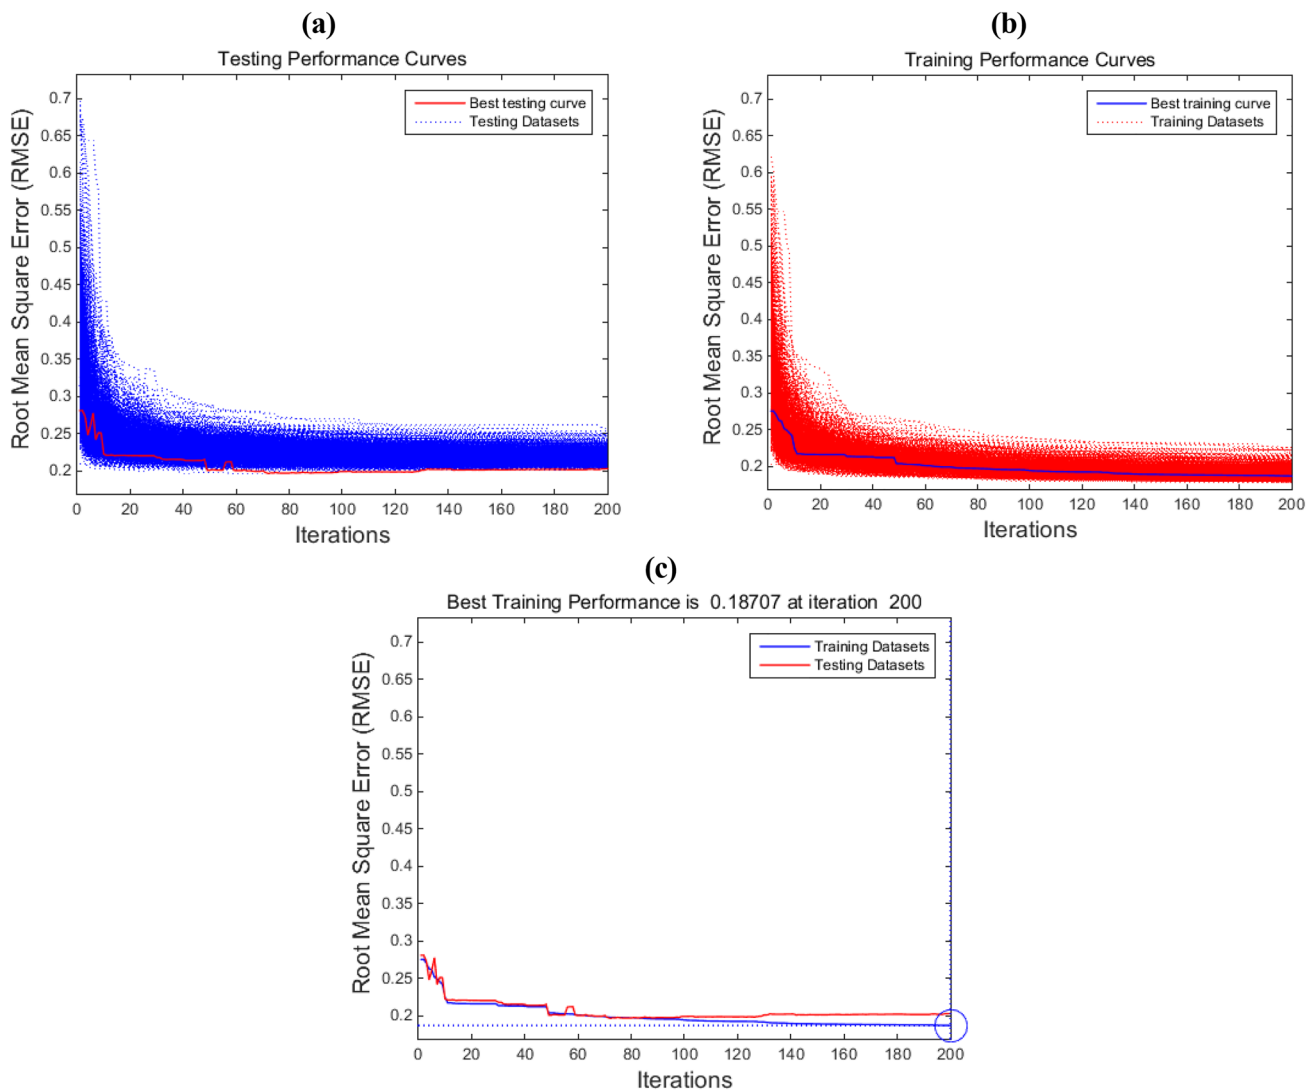 (a)
Testing Performance Curves
Root Mean Square Error (RMSE)
0.7
0.65
0.6
0.55
0.5
0.45
0.4
0.35
0.3
0.25
0.2
Best testing curve
Testing Datasets
0 20 40 60 80 100 120 140 160 180 200
Iterations
(b)
Training Performance Curves
Root Mean Square Error (RMSE)
0.7
0.65
0.6
0.55
0.5
0.45
0.4
0.35
0.3
0.25
0.2
Best training curve
Training Datasets
0 20 40 60 80 100 120 140 160 180 200
Iterations
(c)
Best Training Performance is 0.18707 at iteration 200
Root Mean Square Error (RMSE)
0.7
0.65
0.6
0.55
0.5
0.45
0.4
0.35
0.3
0.25
0.2
Training Datasets
Testing Datasets
0 20 40 60 80 100 120 140 160 180 200
Iterations